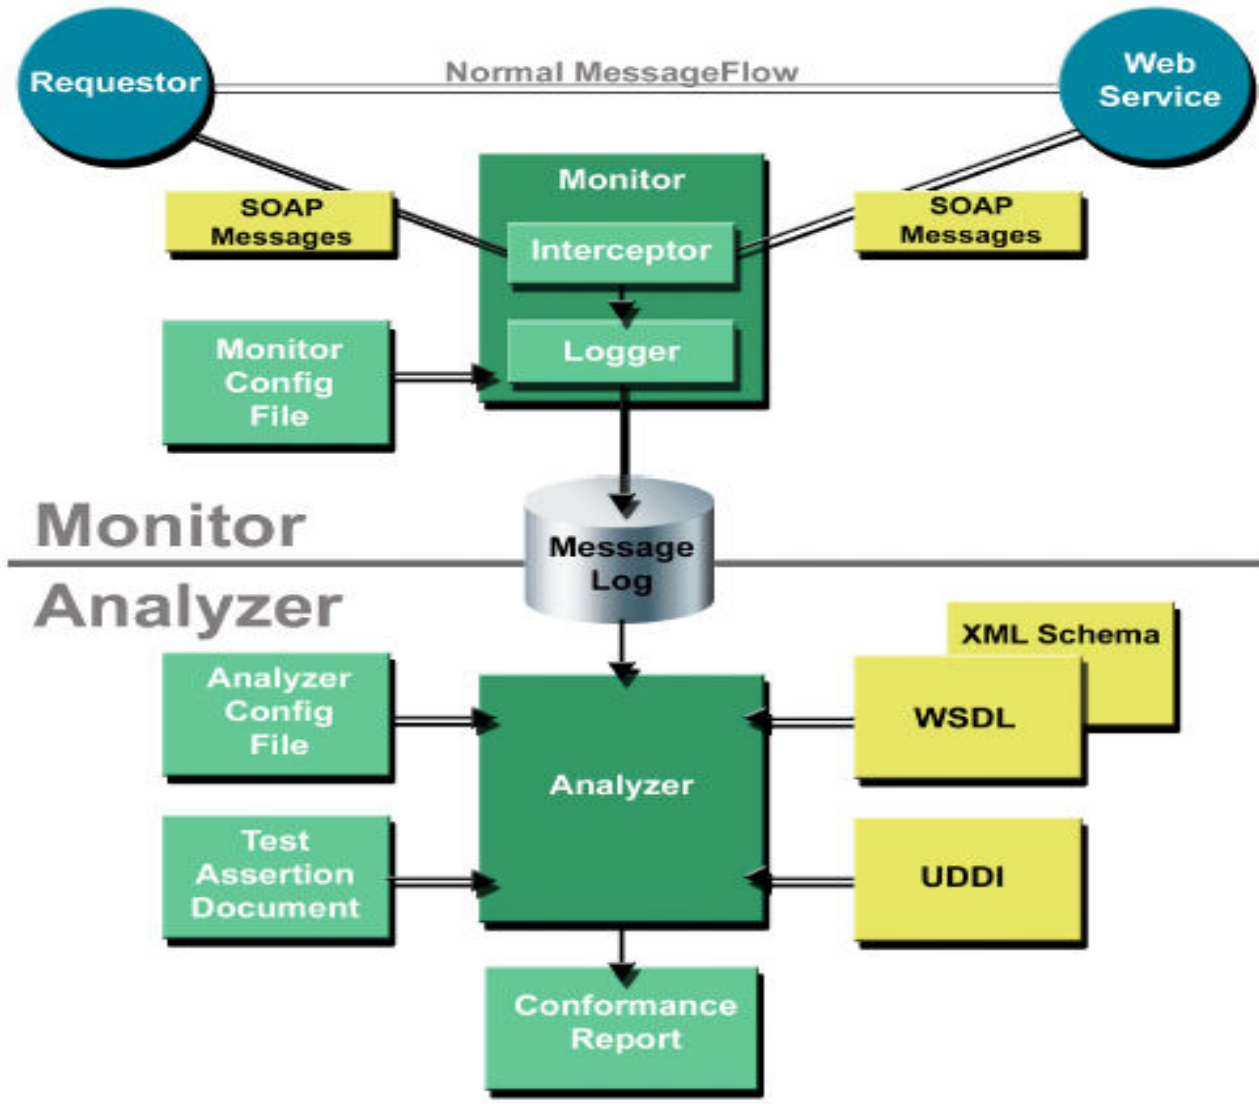 Requestor
Normal MessageFlow
Web
Service
Monitor
SOAP
Messages
SOAP
Messages
Interceptor
Monitor
Config
File
Logger
Monitor
Message
Log
Analyzer
XML Schema
Analyzer
Config
File
WSDL
Analyzer
Test
Assertion
Document
UDDI
Conformance
Report